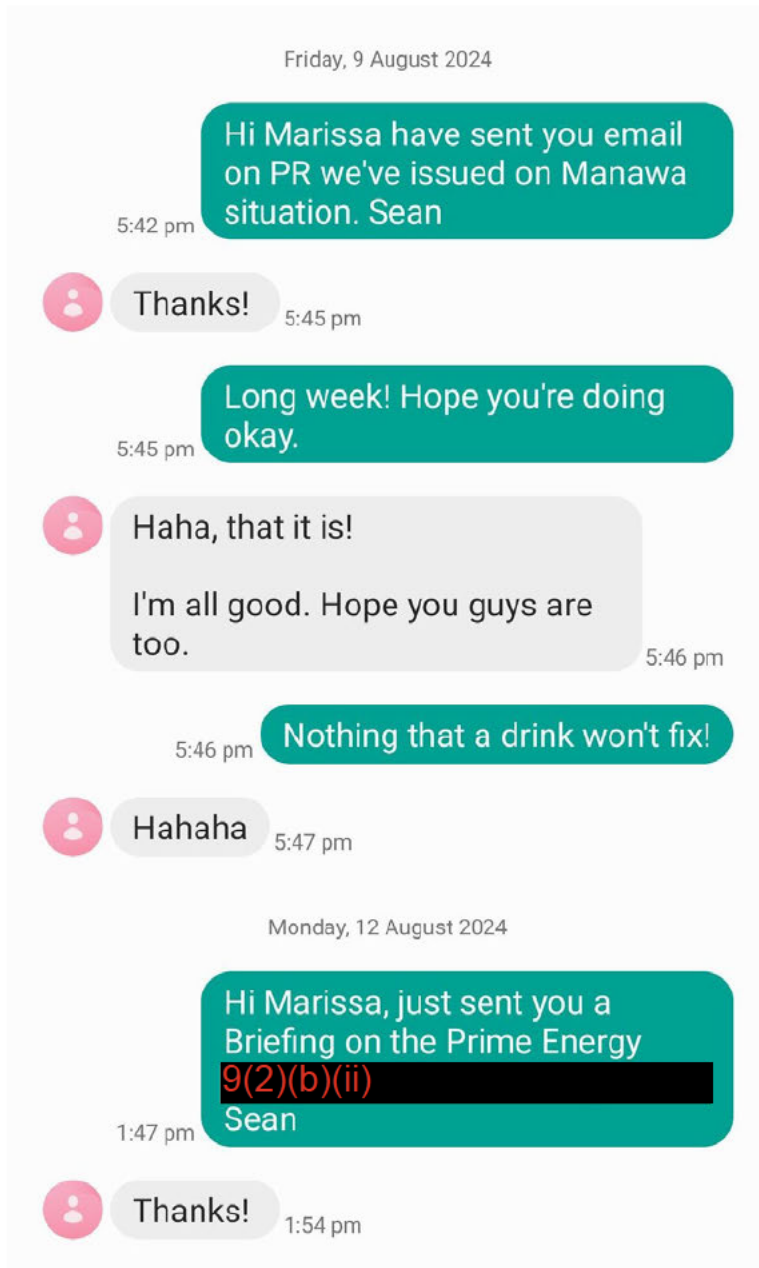 Friday, 9 August 2024
Hi Marissa have sent you email
on PR we've issued on Manawa
situation. Sean
5:42 pm
Thanks!
5:45 pm
Long week! Hope you're doing
okay.
5:45 pm
Haha, that it is!
I'm all good. Hope you guys are
too.
5:46 pm
Nothing that a drink won't fix!
5:46 pm
Hahaha
5:47 pm
Monday, 12 August 2024
Hi Marissa, just sent you a
Briefing on the Prime Energy
9(2)(b)(ii)
Sean
1:47 pm
Thanks!
1:54 pm